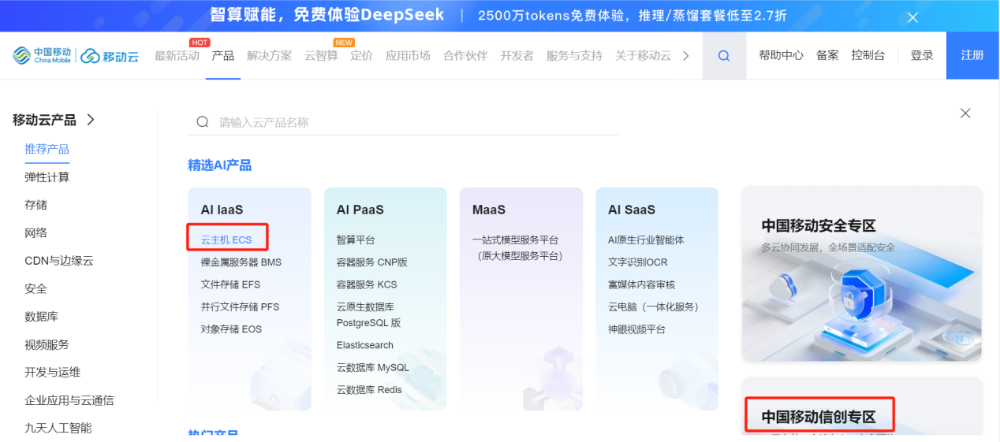 智算赋能，免费体验DeepSeek
2500万tokens免费体验，推理/蒸馏套餐低至2.7折
中国移动
China Mobile
移动云
最新活动
HOT
产品
解决方案
云智算
NEW
定价
应用市场
合作伙伴
开发者
服务与支持
关于移动云
帮助中心
备案
控制台
登录
注册
移动云产品
推荐产品
弹性计算
存储
网络
CDN与边缘云
安全
数据库
视频服务
开发与运维
企业应用与云通信
九天人工智能
请输入云产品名称
精选AI产品
AI IaaS
云主机 ECS
裸金属服务器 BMS
文件存储 EFS
并行文件存储 PFS
对象存储 EOS
AI PaaS
智算平台
容器服务 CNP版
容器服务 KCS
云原生数据库
PostgreSQL 版
Elasticsearch
云数据库 MySQL
云数据库 Redis
MaaS
一站式模型服务平台
（原大模型服务平台）
AI SaaS
AI原生行业智能体
文字识别OCR
富媒体内容审核
云电脑（一体化服务）
神眼视频平台
中国移动安全专区
多云协同发展，全场景适配安全
中国移动信创专区
热门产品